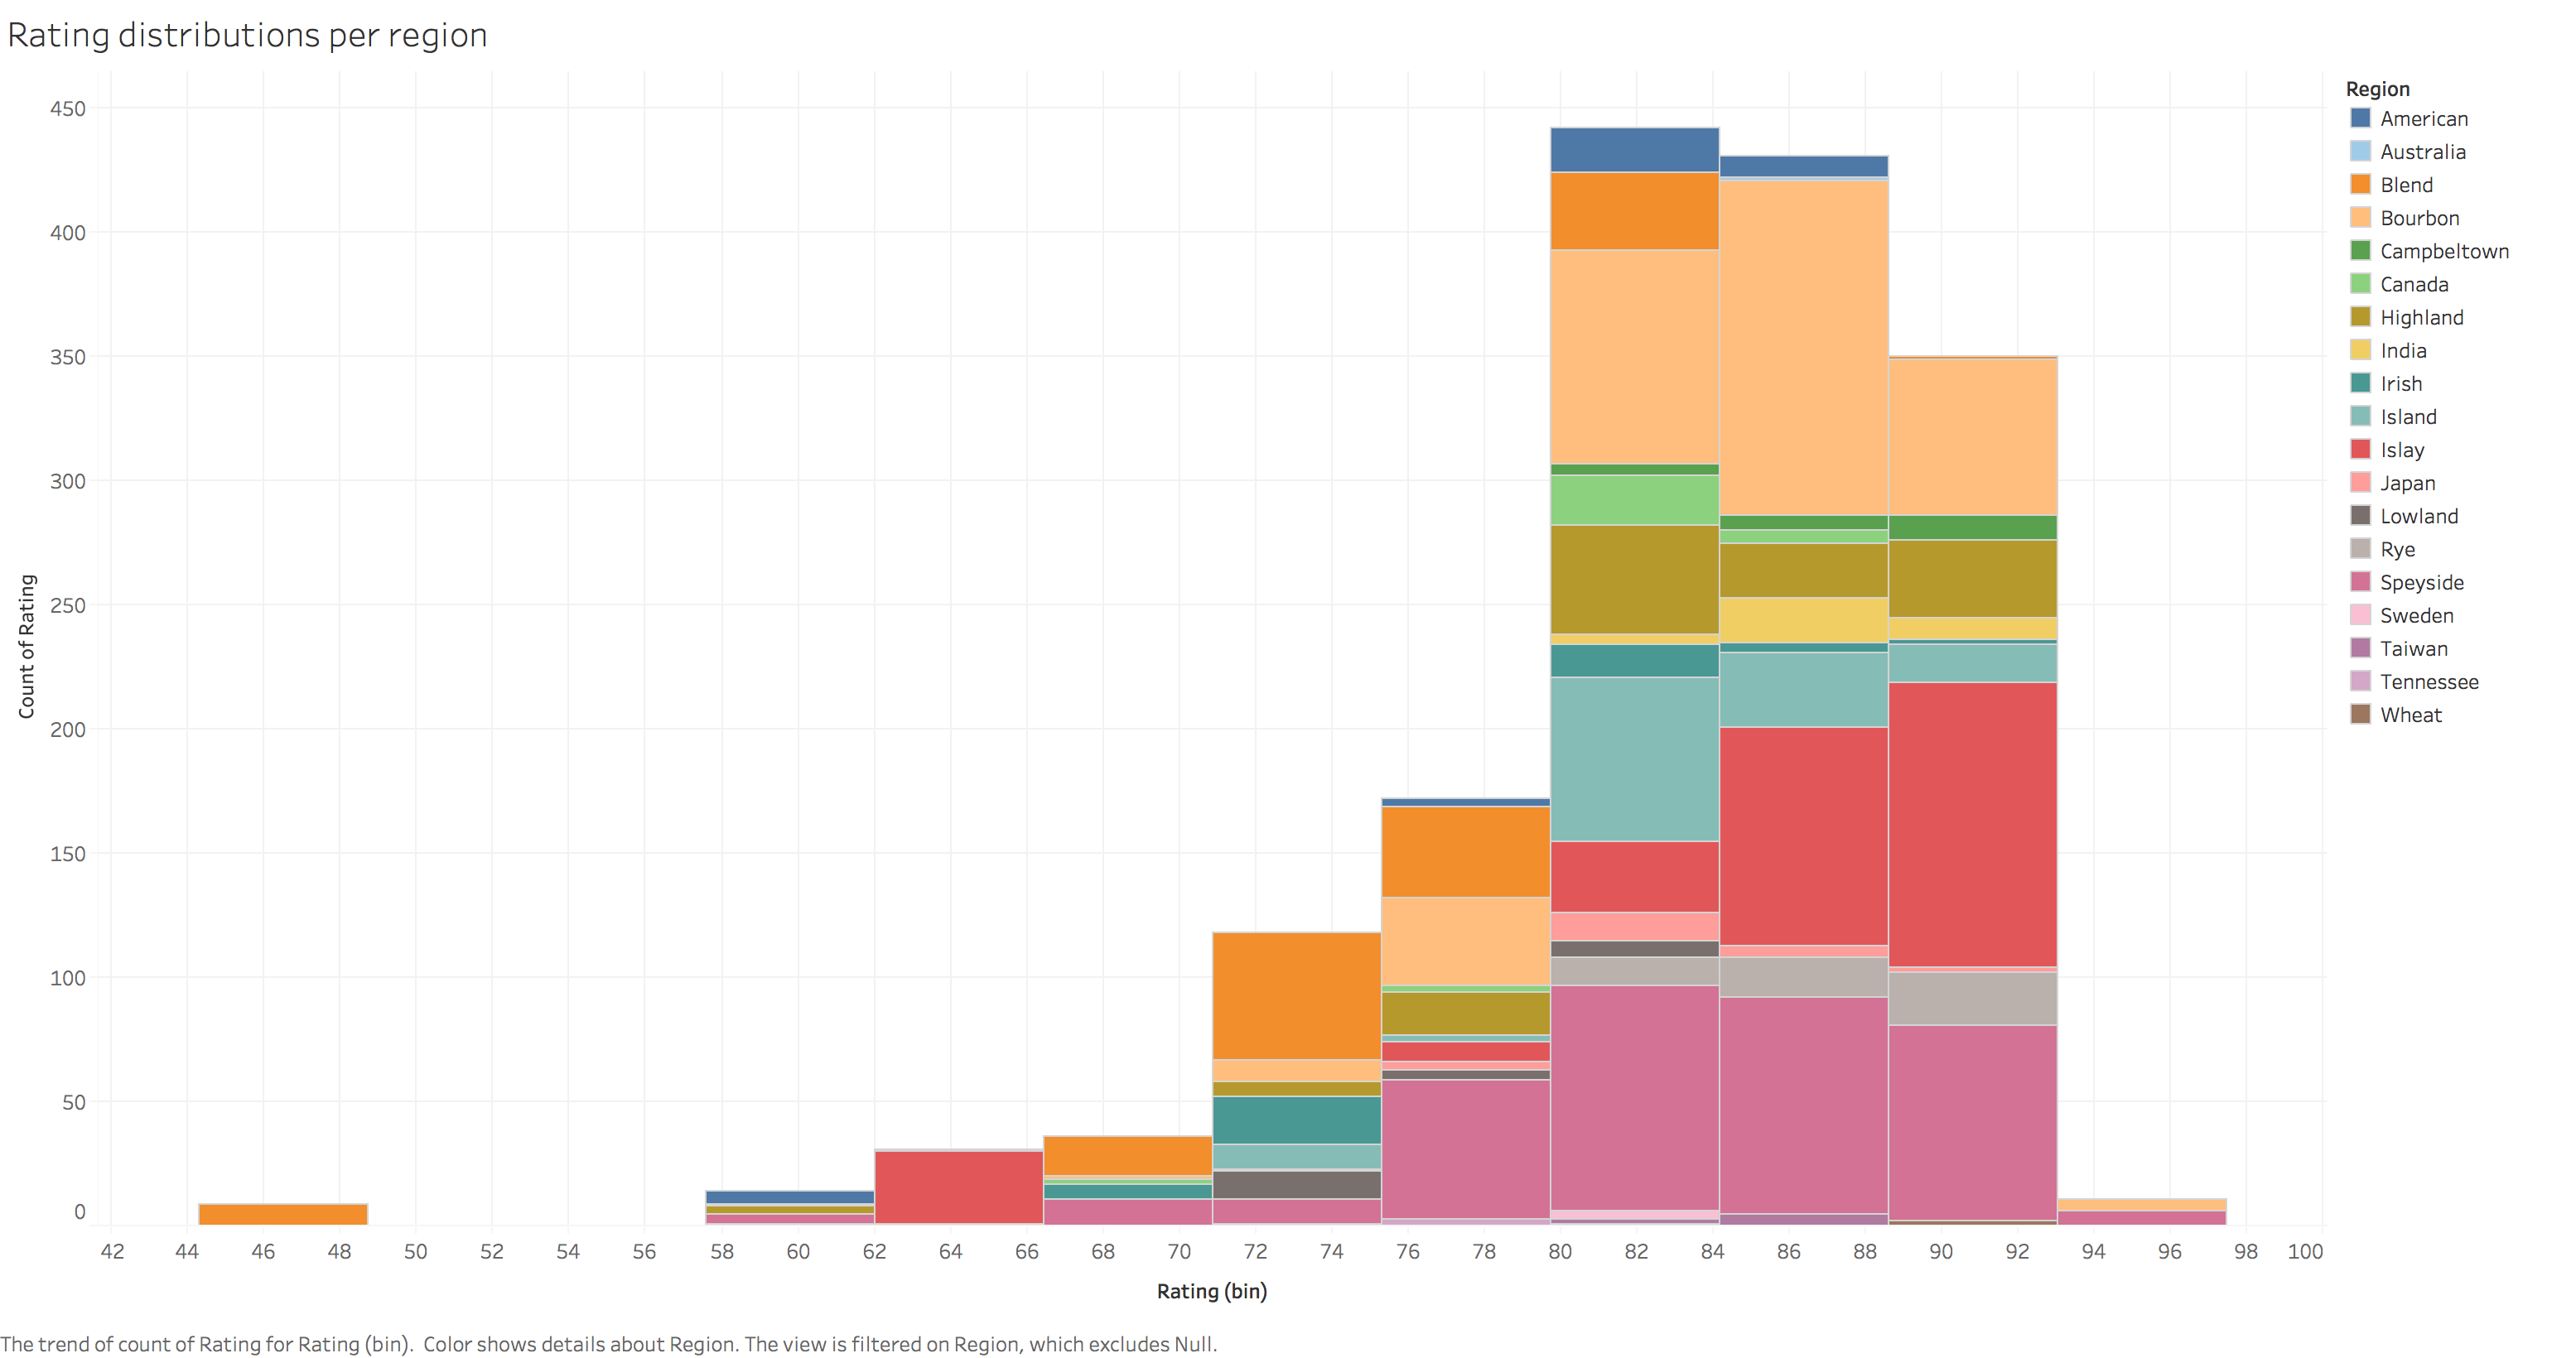 Rating distributions per region
450
400
350
300
250
200
150
100
50
0
Count of Rating
42 44 46 48 50 52 54 56 58 60 62 64 66 68 70 72 74 76 78 80 82 84 86 88 90 92 94 96 98 100
Rating (bin)
Region
American
Australia
Blend
Bourbon
Campbeltown
Canada
Highland
India
Irish
Island
Islay
Japan
Lowland
Rye
Speyside
Sweden
Taiwan
Tennessee
Wheat
The trend of count of Rating for Rating (bin). Color shows details about Region. The view is filtered on Region, which excludes Null.